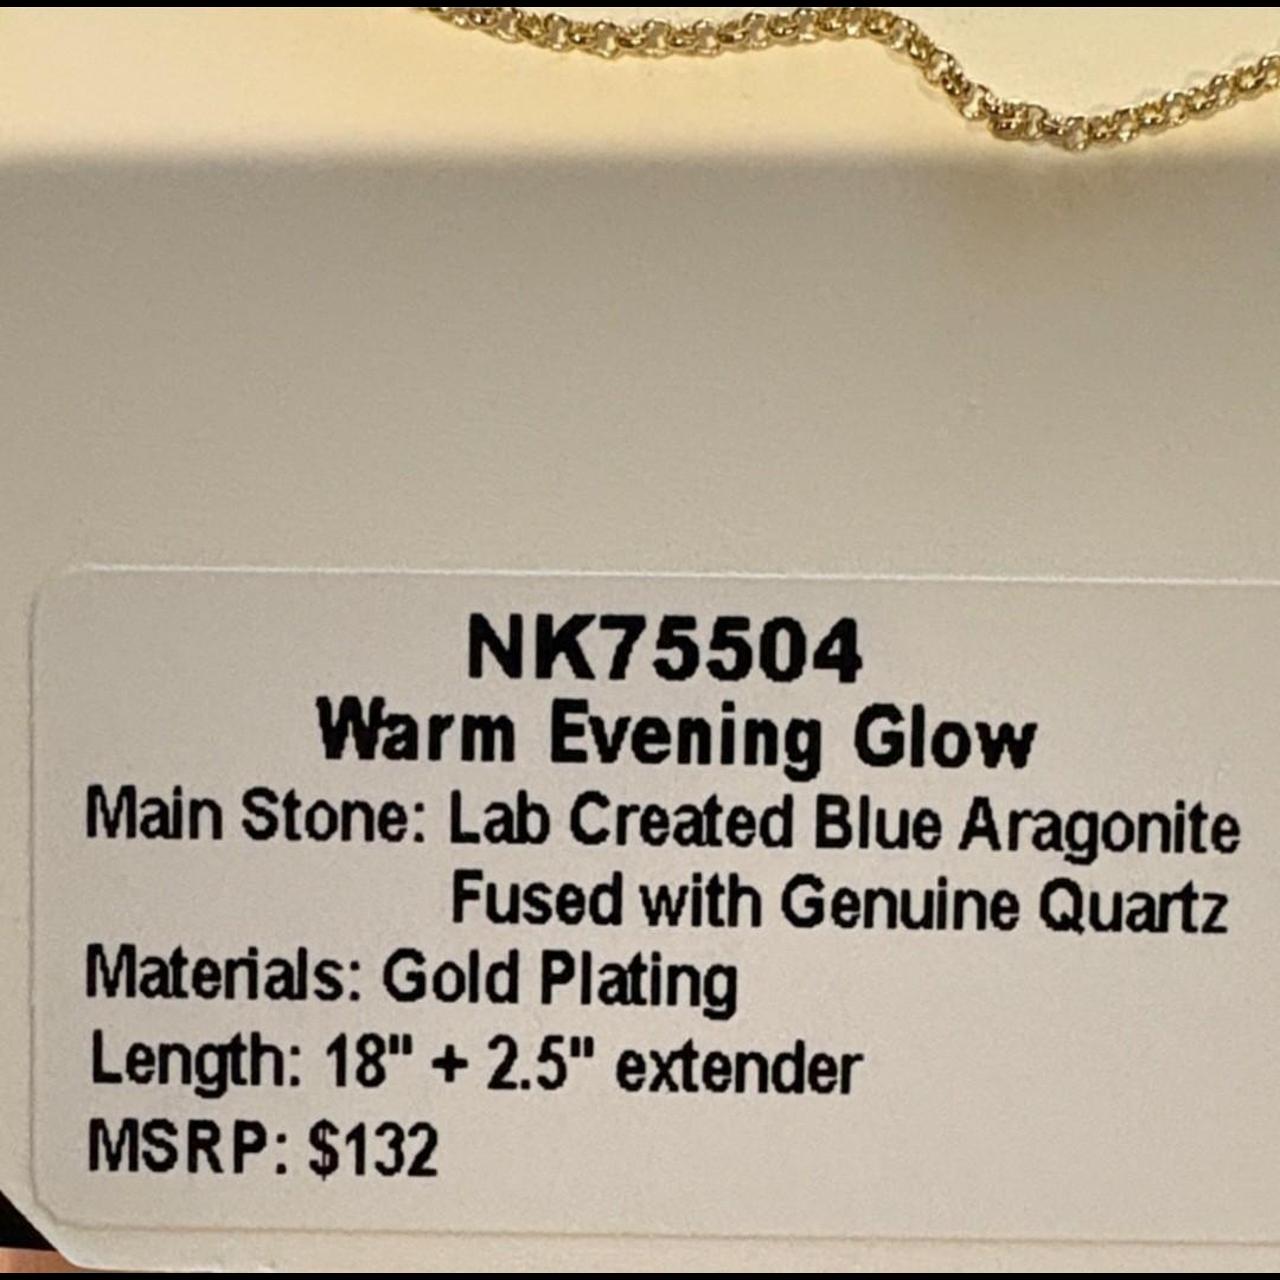 NK75504
Warm Evening Glow
Main Stone: Lab Created Blue Aragonite
Fused with Genuine Quartz
Materials: Gold Plating
Length: 18" + 2.5" extender
MSRP: $132